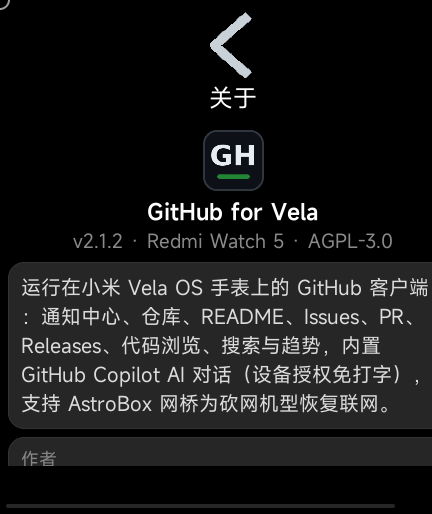 关于
GH
GitHub for Vela
v2.1.2 · Redmi Watch 5 · AGPL-3.0
运行在小米 Vela OS 手表上的 GitHub 客户端
：通知中心、仓库、README、Issues、PR、
Releases、代码浏览、搜索与趋势，内置
GitHub Copilot AI 对话（设备授权免打字），
支持 AstroBox 网桥为砍网机型恢复联网。
作者